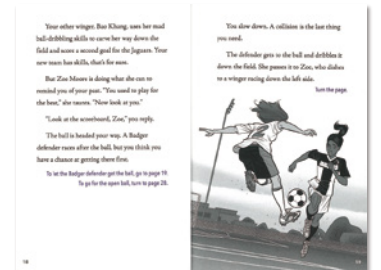 Your other winger, Bao Khang, uses her mad
ball-dribbling skills to carve her way down the
field and score a second goal for the Jaguars. Your
new team has skills, that's for sure.
But Zoe Moore is doing what she can to
remind you of your past. "You used to play for
the best," she taunts. "Now look at you."
"Look at the scoreboard, Zoe," you reply.
The ball is headed your way. A Badger
defender races after the ball, but you think you
have a chance at getting there first.
To let the Badger defender get the ball, go to page 19.
To go for the open ball, turn to page 20.
18
You slow down. A collision is the last thing
you need.
The defender gets to the ball and dribbles it
down the field. She passes it to Zoe, who dishes
to a winger racing down the left side.
Turn the page.